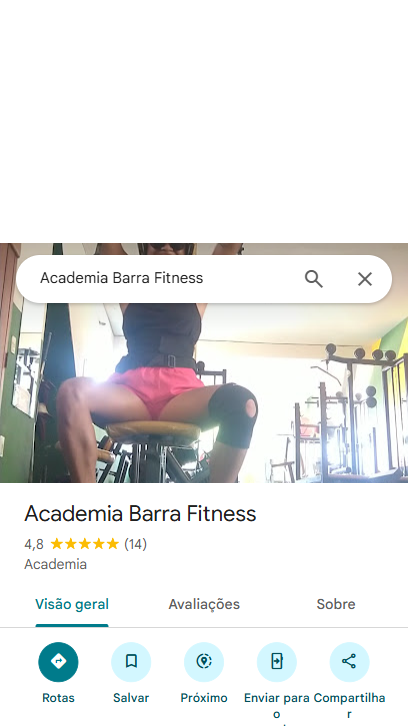 Academia Barra Fitness
Academia Barra Fitness
4,8 (14)
Academia
Visão geral Avaliações Sobre
Rotas Salvar Próximo Enviar para o Compartilhar